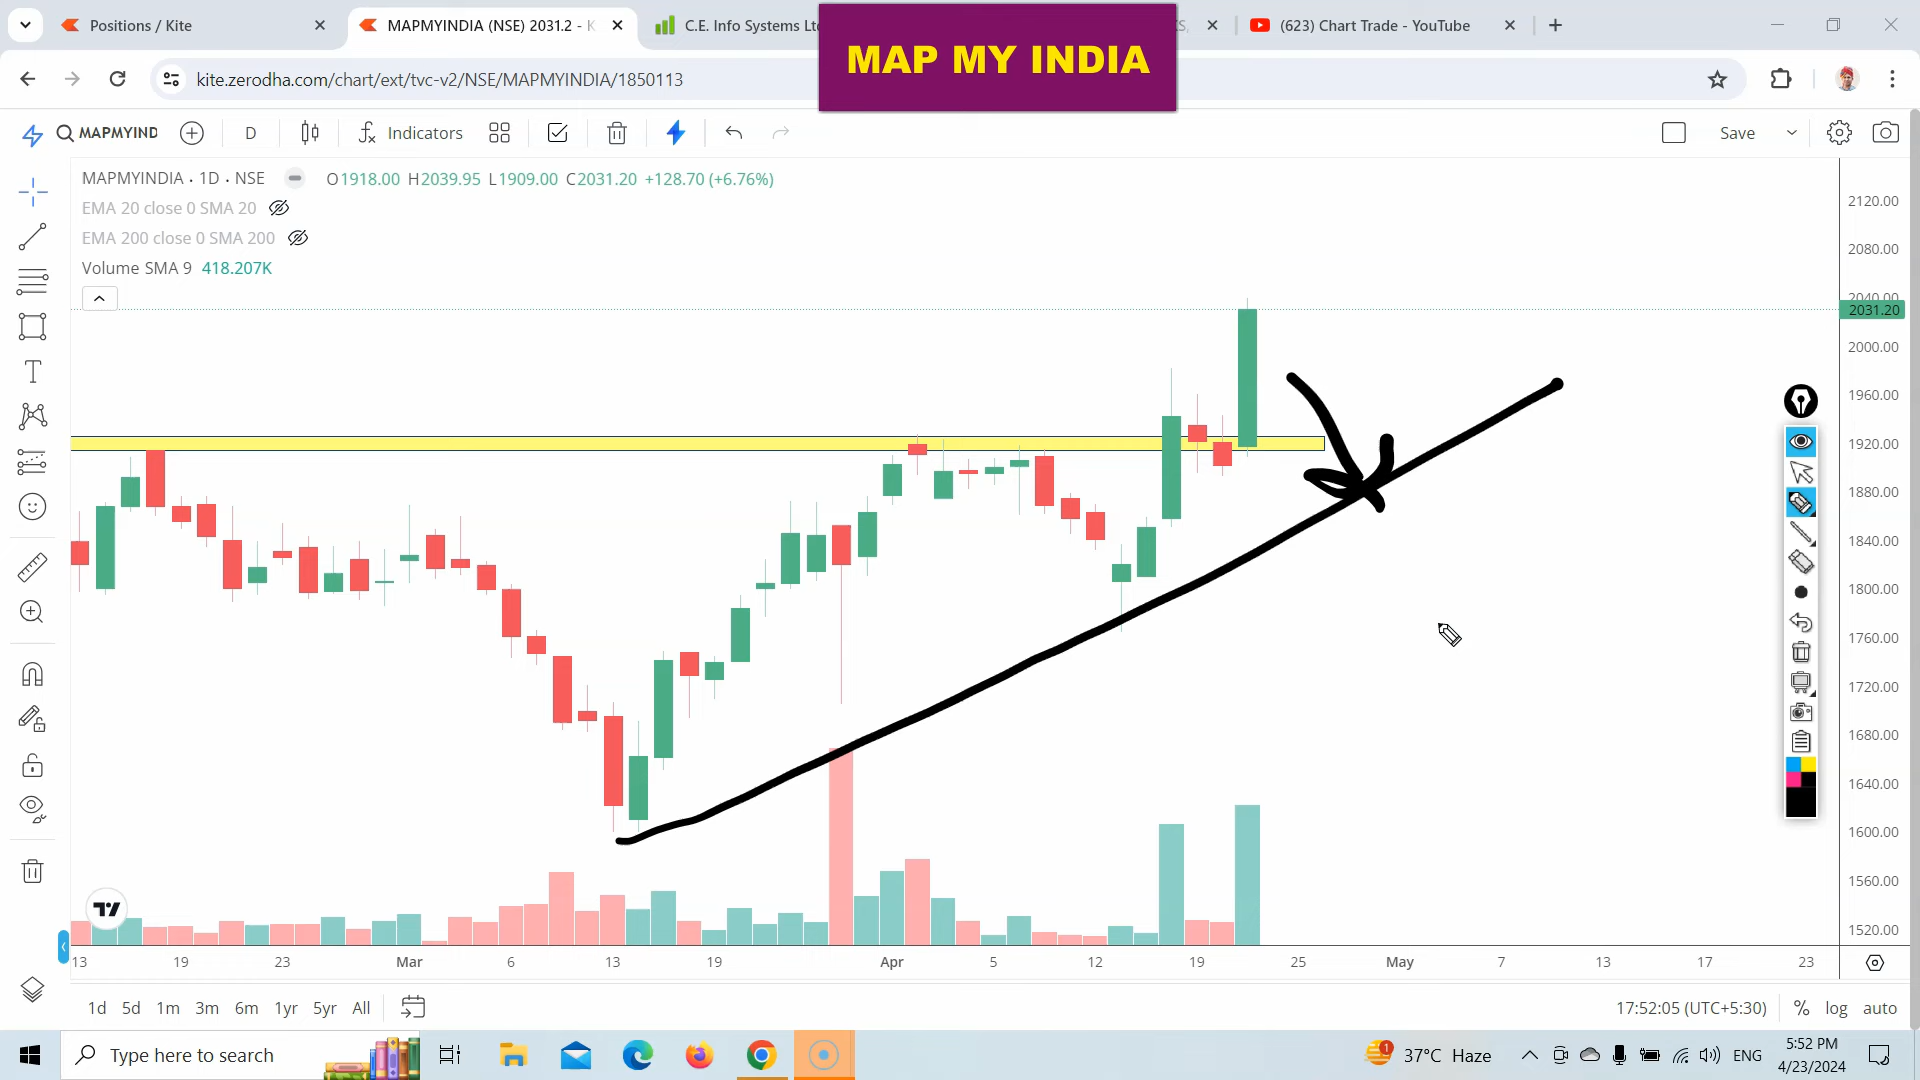 Positions / Kite
MAPMYINDIA (NSE) 2031.2 - K
C.E. Info Systems Lt
(623) Chart Trade - YouTube
MAP MY INDIA
kite.zerodha.com/chart/ext/tvc-v2/NSE/MAPMYINDIA/1850113
MAPMYIND
D
Indicators
Save
MAPMYINDIA · 1D · NSE
O1918.00 H2039.95 L1909.00 C2031.20 +128.70 (+6.76%)
EMA 20 close 0 SMA 20
EMA 200 close 0 SMA 200
Volume SMA 9 418.207K
2120.00
2080.00
2040.00
2031.20
2000.00
1960.00
1920.00
1880.00
1840.00
1800.00
1760.00
1720.00
1680.00
1640.00
1600.00
1560.00
1520.00
13 19 23 Mar 6 13 19 Apr 5 12 19 25 May 7 13 17 23
1d 5d 1m 3m 6m 1yr 5yr All
17:52:05 (UTC+5:30) % log auto
Type here to search
1
37°C Haze
ENG
5:52 PM
4/23/2024